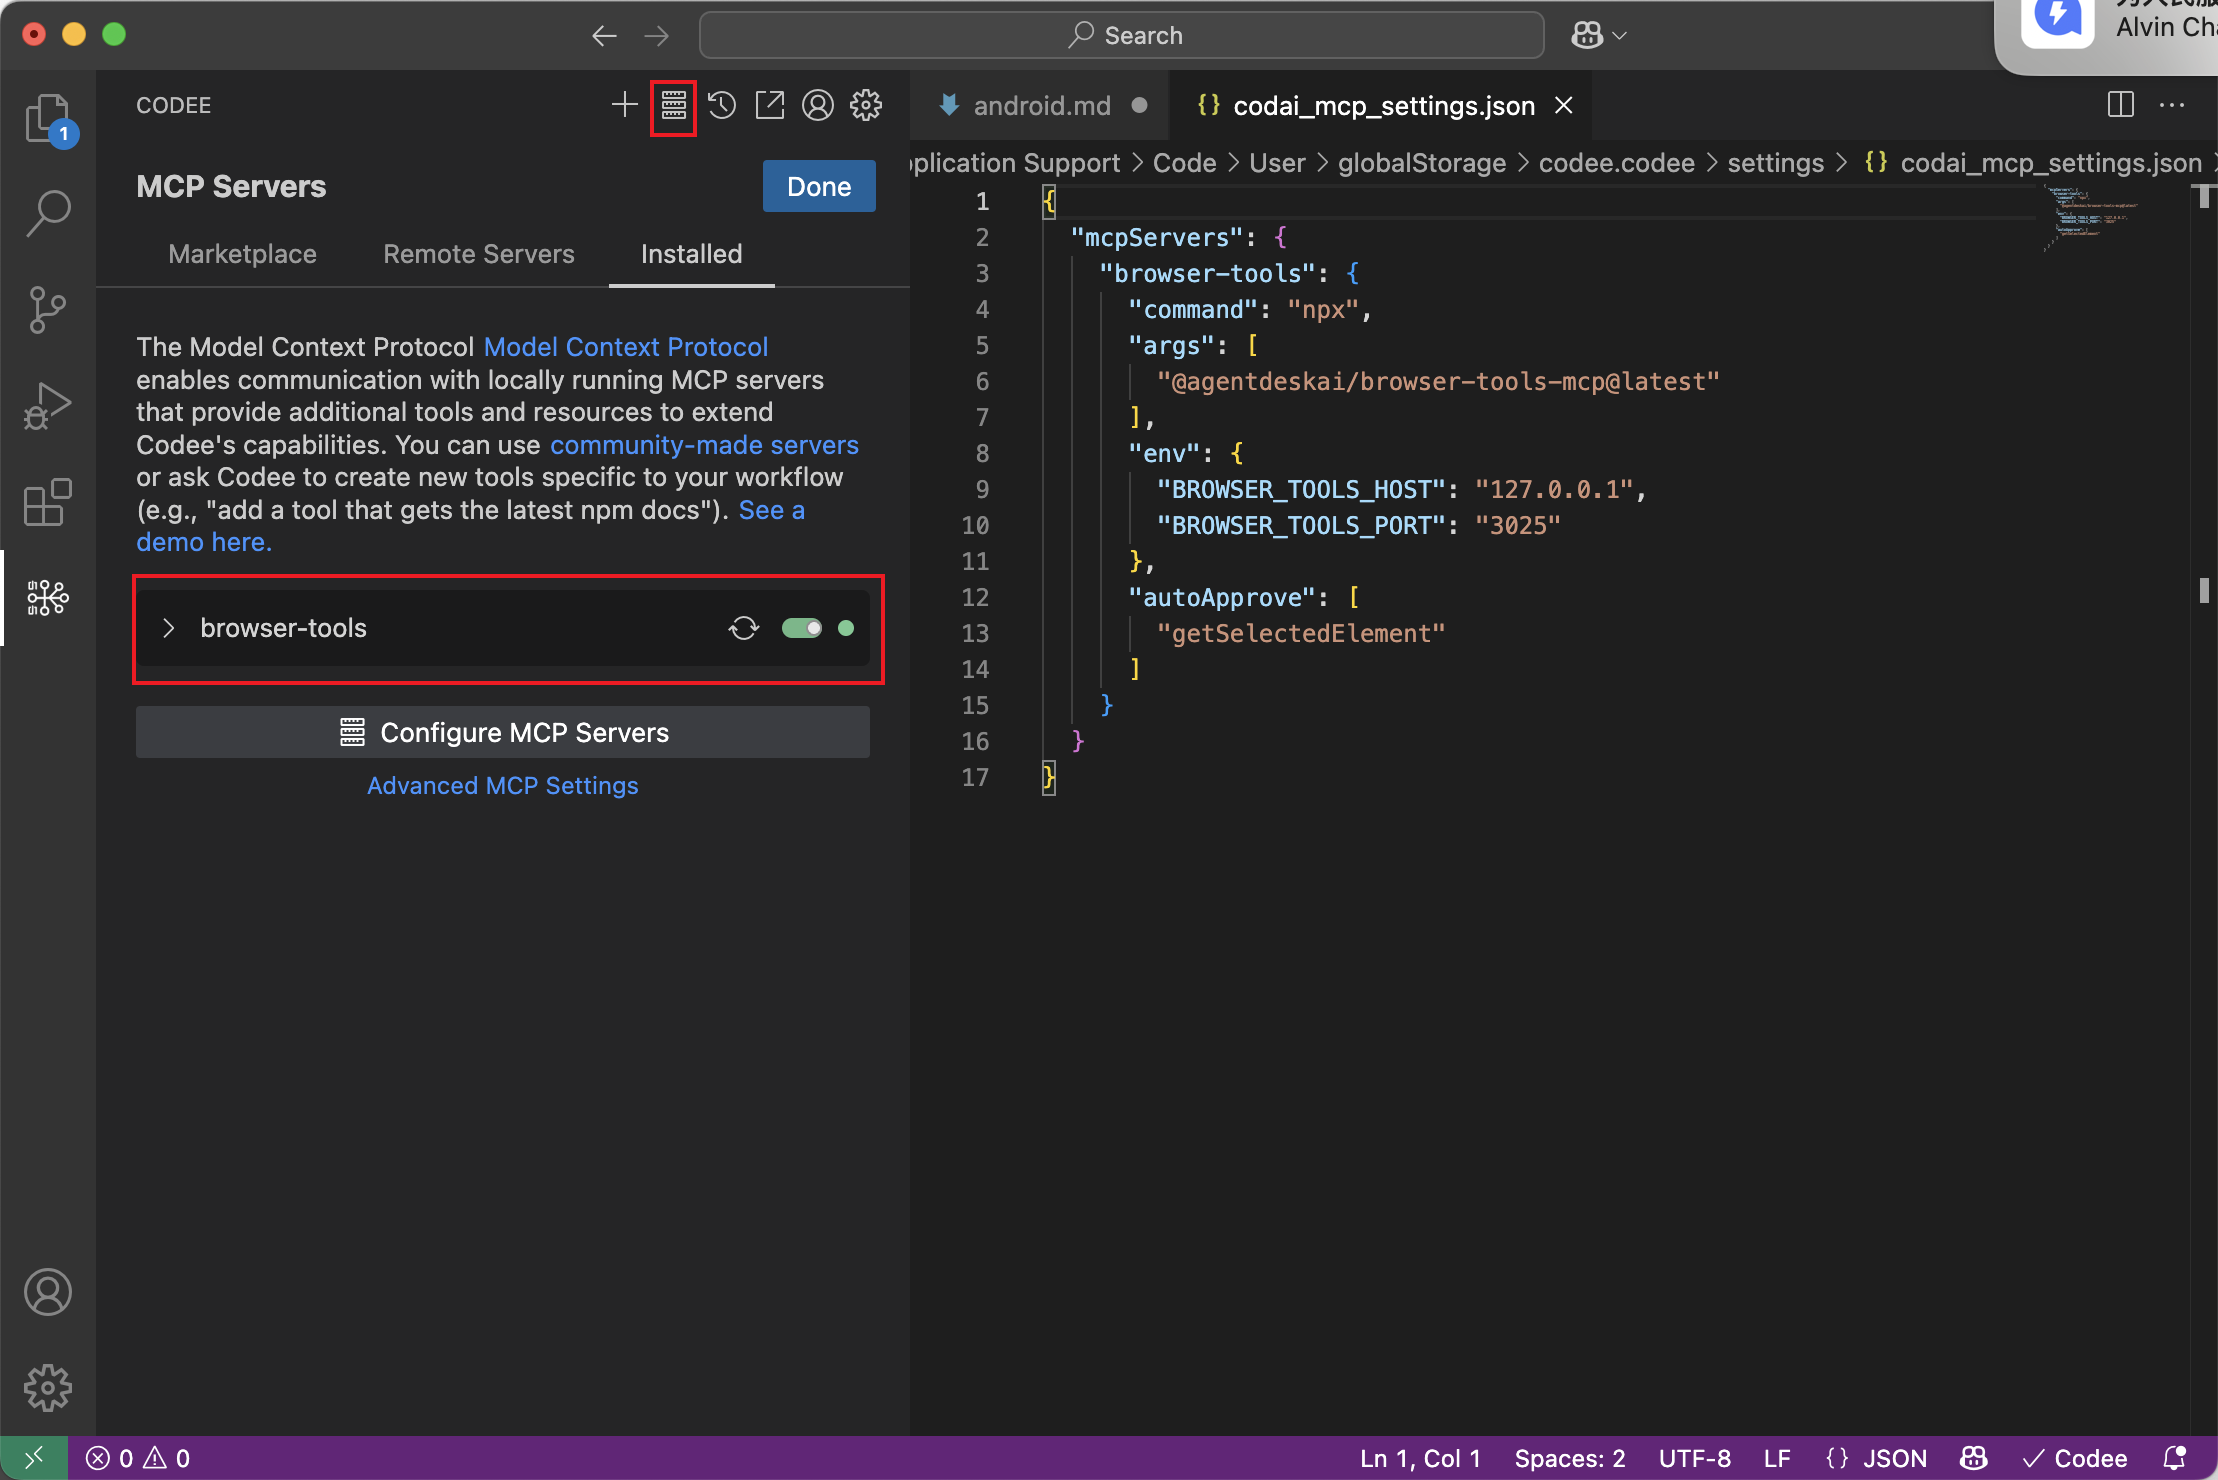 Search
Alvin Cha
CODEE
MCP Servers
Done
Marketplace
Remote Servers
Installed
The Model Context Protocol Model Context Protocol
enables communication with locally running MCP servers
that provide additional tools and resources to extend
Codee's capabilities. You can use community-made servers
or ask Codee to create new tools specific to your workflow
(e.g., "add a tool that gets the latest npm docs"). See a
demo here.
browser-tools
Configure MCP Servers
Advanced MCP Settings
1
android.md
{} codai_mcp_settings.json
pplication Support > Code > User > globalStorage > codee.codee > settings > {} codai_mcp_settings.json >
1 {
2 "mcpServers": {
3 "browser-tools": {
4 "command": "npx",
5 "args": [
6 "@agentdeskai/browser-tools-mcp@latest"
7 ],
8 "env": {
9 "BROWSER_TOOLS_HOST": "127.0.0.1",
10 "BROWSER_TOOLS_PORT": "3025"
11 },
12 "autoApprove": [
13 "getSelectedElement"
14 ]
15 }
16 }
17 }
0 0
Ln 1, Col 1
Spaces: 2
UTF-8
LF
{} JSON
Codee